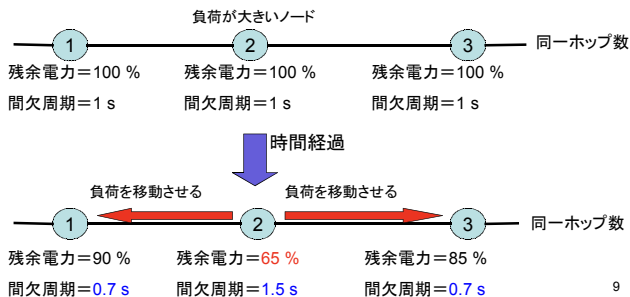 負荷が大きいノード
1 2 3 同一ホップ数
残余電力=100 % 残余電力=100 % 残余電力=100 %
間欠周期=1 s 間欠周期=1 s 間欠周期=1 s
時間経過
負荷を移動させる 負荷を移動させる
1 2 3 同一ホップ数
残余電力=90 % 残余電力=65 % 残余電力=85 %
間欠周期=0.7 s 間欠周期=1.5 s 間欠周期=0.7 s
9